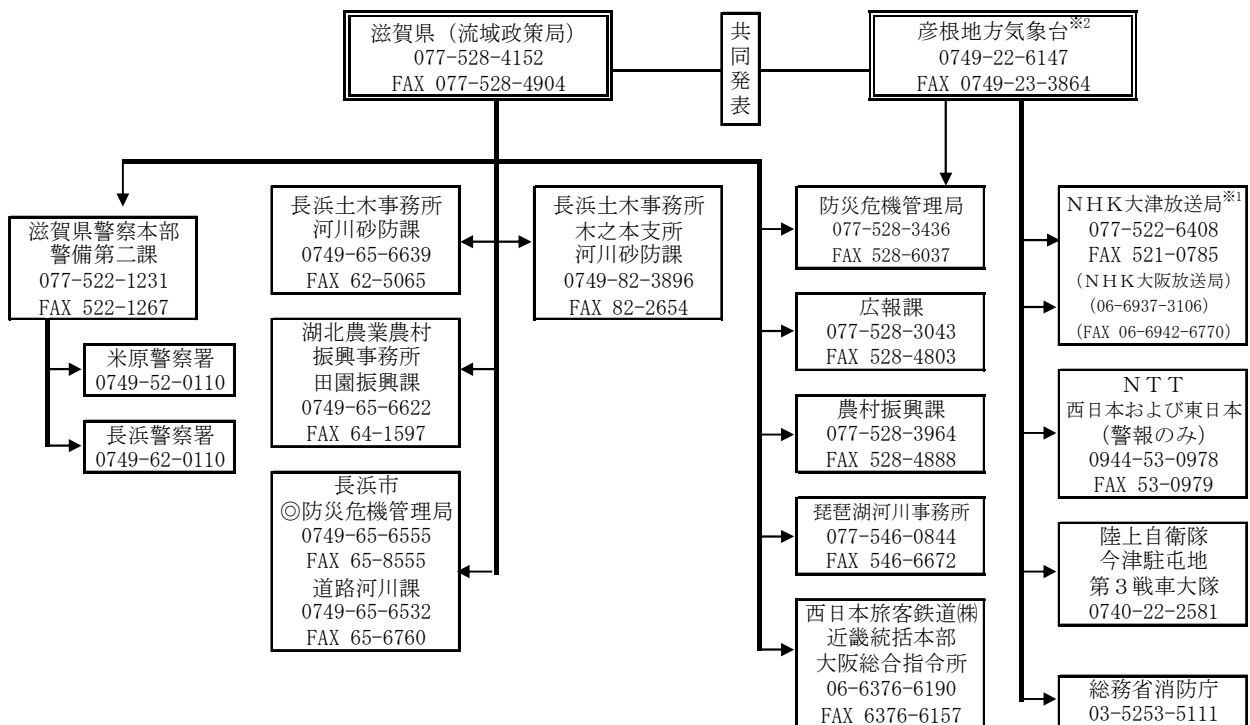 滋賀県（流域政策局）
077-528-4152
FAX 077-528-4904
共
同
発
表
彦根地方気象台※2
0749-22-6147
FAX 0749-23-3864
滋賀県警察本部
警備第二課
077-522-1231
FAX 522-1267
米原警察署
0749-52-0110
長浜警察署
0749-62-0110
長浜土木事務所
河川砂防課
0749-65-6639
FAX 62-5065
湖北農業農村
振興事務所
田園振興課
0749-65-6622
FAX 64-1597
長浜市
◎防災危機管理局
0749-65-6555
FAX 65-8555
道路河川課
0749-65-6532
FAX 65-6760
長浜土木事務所
木之本支所
河川砂防課
0749-82-3896
FAX 82-2654
防災危機管理局
077-528-3436
FAX 528-6037
広報課
077-528-3043
FAX 528-4803
農村振興課
077-528-3964
FAX 528-4888
琵琶湖河川事務所
077-546-0844
FAX 546-6672
西日本旅客鉄道㈱
近畿統括本部
大阪総合指令所
06-6376-6190
FAX 6376-6157
ＮＨＫ大津放送局※1
077-522-6408
FAX 521-0785
（ＮＨＫ大阪放送局）
(06-6937-3106)
(FAX 06-6942-6770)
ＮＴＴ
西日本および東日本
（警報のみ）
0944-53-0978
FAX 53-0979
陸上自衛隊
今津駐屯地
第３戦車大隊
0740-22-2581
総務省消防庁
03-5253-5111